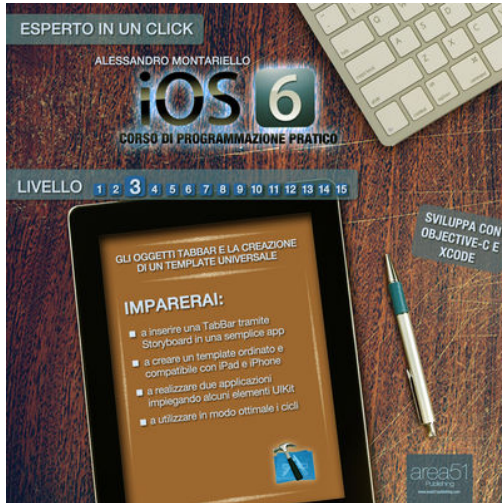 ESPERTO IN UN CLICK
ALESSANDRO MONTARIELLO
iOS 6
CORSO DI PROGRAMMAZIONE PRATICO
LIVELLO 1 2 3 4 5 6 7 8 9 10 11 12 13 14 15
SVILUPPA CON
OBJECTIVE-C E
XCODE
GLI OGGETTI TABBAR E LA CREAZIONE
DI UN TEMPLATE UNIVERSALE
IMPARERAI:
a inserire una TabBar tramite
Storyboard in una semplice app
a creare un template ordinato e
compatibile con iPad e iPhone
a realizzare due applicazioni
impiegando alcuni elementi UIKit
a utilizzare in modo ottimale i cicli
area51
Publishing